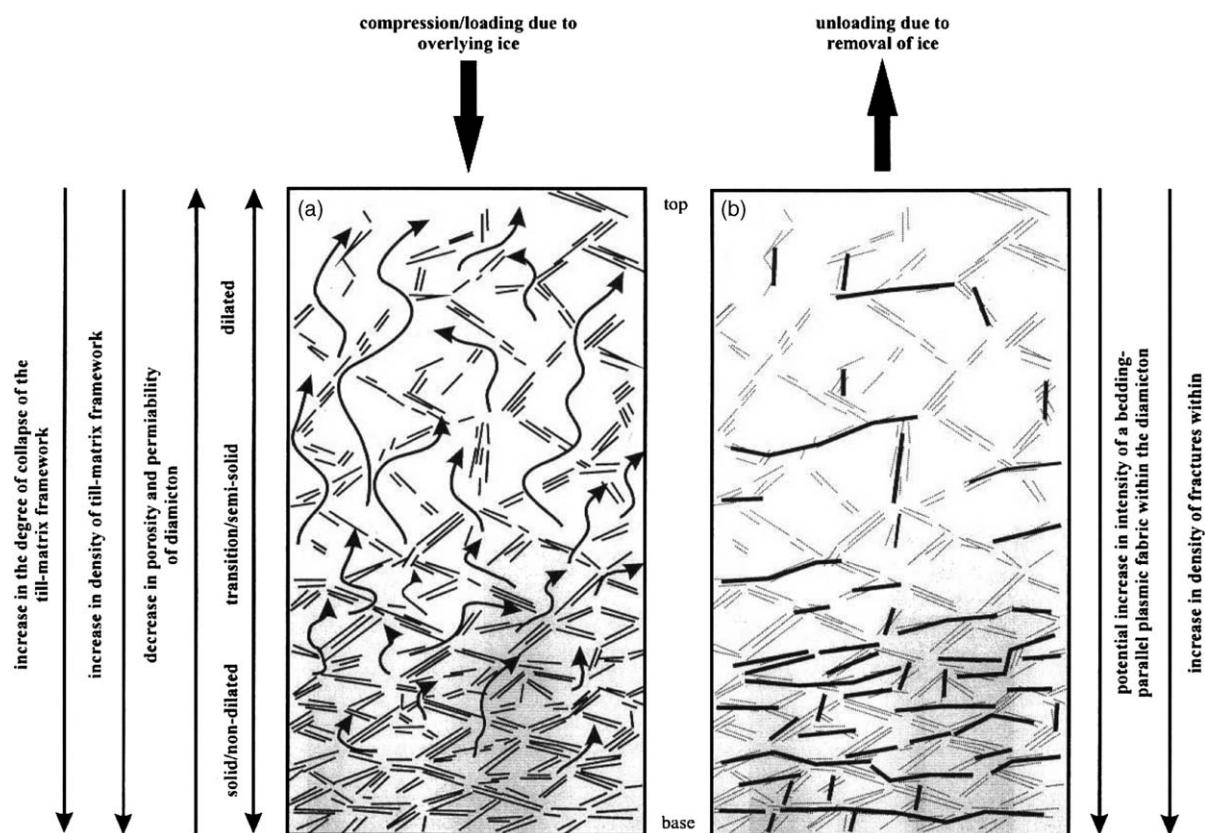 compression/loading due to
overlying ice
unloading due to
removal of ice
increase in the degree of collapse of the
till-matrix framework
increase in density of till-matrix framework
decrease in porosity and permiability
of diamicton
dilated
transition/semi-solid
solid/non-dilated
(a)
top
base
(b)
potential increase in intensity of a bedding-
parallel plasmic fabric within the diamicton
increase in density of fractures within